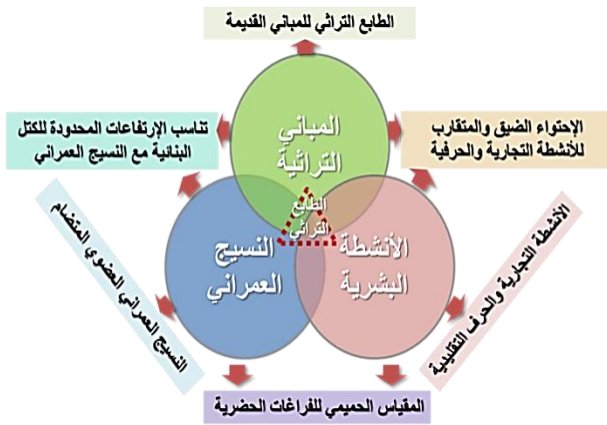 الطابع التراثي للمباني القديمة
الإحتواء الضيق والمتقارب
للأنشطة التجارية والحرفية
تناسب الإرتفاعات المحدودة للكتل
البنائية مع النسيج العمراني
المباني
التراثية
الطابع
التراثي
الأنشطة
البشرية
النسيج
العمراني
الأنشطة التجارية والحرف التقليدية
النسيج العمراني العضوي المتضام
المقياس الحميمي للفراغات الحضرية